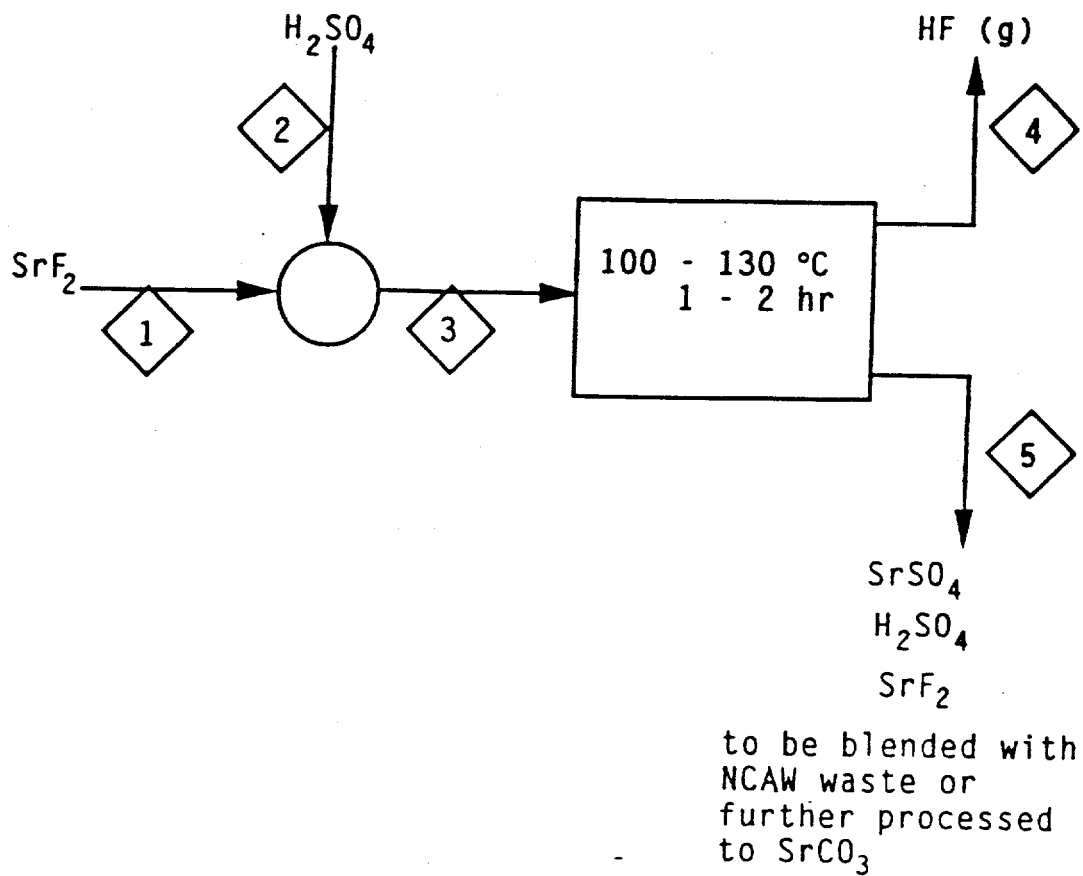 H₂SO₄
HF (g)
2
4
SrF₂
100 - 130 °C
1 - 2 hr
1
3
5
SrSO₄
H₂SO₄
SrF₂
to be blended with
NCAW waste or
further processed
to SrCO₃